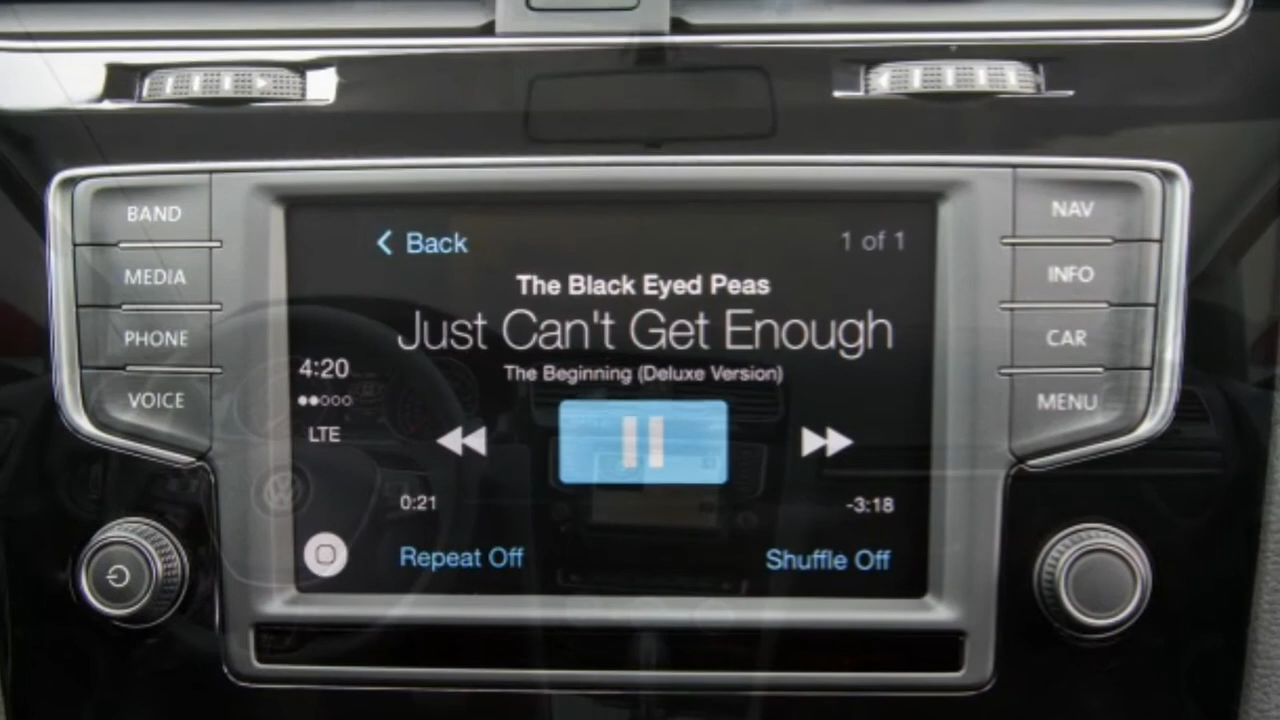 BAND
MEDIA
PHONE
VOICE
Back
1 of 1
The Black Eyed Peas
Just Can't Get Enough
The Beginning (Deluxe Version)
4:20
LTE
0:21
-3:18
Repeat Off
Shuffle Off
NAV
INFO
CAR
MENU